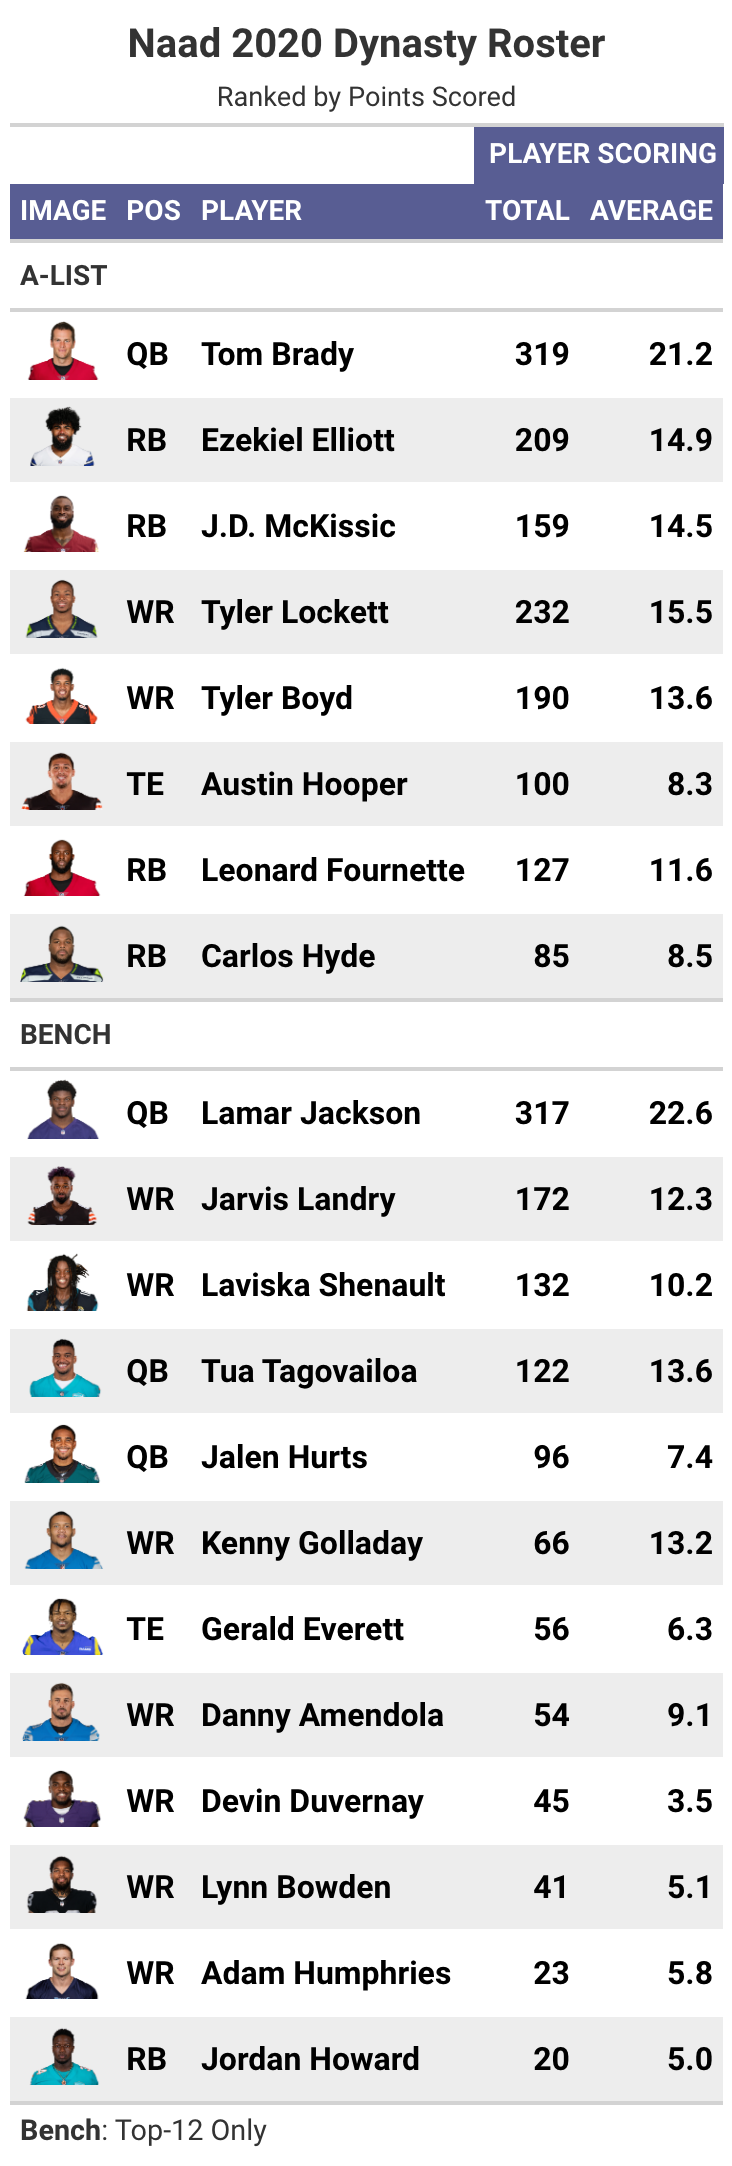 Naad 2020 Dynasty Roster
Ranked by Points Scored
PLAYER SCORING
IMAGE POS PLAYER TOTAL AVERAGE
A-LIST
QB Tom Brady 319 21.2
RB Ezekiel Elliott 209 14.9
RB J.D. McKissic 159 14.5
WR Tyler Lockett 232 15.5
WR Tyler Boyd 190 13.6
TE Austin Hooper 100 8.3
RB Leonard Fournette 127 11.6
RB Carlos Hyde 85 8.5
BENCH
QB Lamar Jackson 317 22.6
WR Jarvis Landry 172 12.3
WR Laviska Shenault 132 10.2
QB Tua Tagovailoa 122 13.6
QB Jalen Hurts 96 7.4
WR Kenny Golladay 66 13.2
TE Gerald Everett 56 6.3
WR Danny Amendola 54 9.1
WR Devin Duvernay 45 3.5
WR Lynn Bowden 41 5.1
WR Adam Humphries 23 5.8
RB Jordan Howard 20 5.0
Bench: Top-12 Only